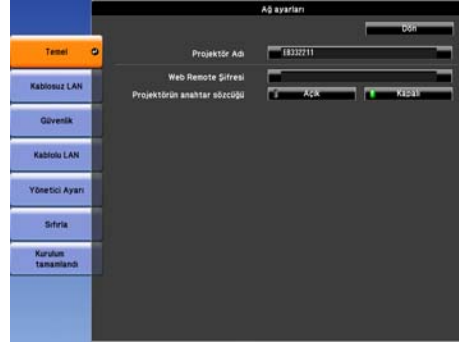 Ağ ayarları
Dön
Temel
Projektör Adı
EB332211
Kablosuz LAN
Web Remote Şifresi
Projektörün anahtar sözcüğü
Açık
Kapalı
Güvenlik
Kablolu LAN
Yönetici Ayarı
Sıfırla
Kurulum
tamamlandı